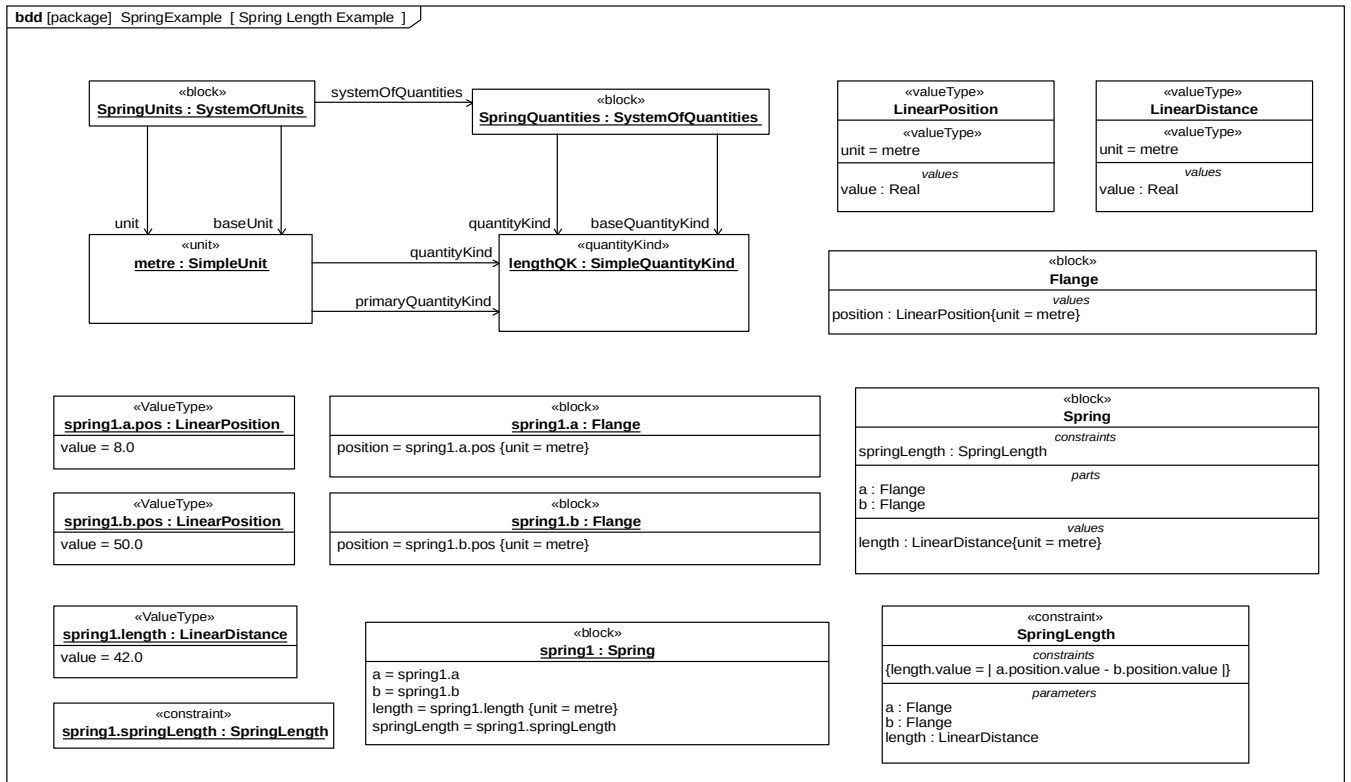 bdd [package] SpringExample [ Spring Length Example ]
«block»
SpringUnits : SystemOfUnits
systemOfQuantities
«block»
SpringQuantities : SystemOfQuantities
unit
baseUnit
quantityKind
baseQuantityKind
«unit»
metre : SimpleUnit
quantityKind
primaryQuantityKind
«quantityKind»
lengthQK : SimpleQuantityKind
«valueType»
LinearPosition
«valueType»
unit = metre
values
value : Real
«valueType»
LinearDistance
«valueType»
unit = metre
values
value : Real
«block»
Flange
values
position : LinearPosition{unit = metre}
«ValueType»
spring1.a.pos : LinearPosition
value = 8.0
«block»
spring1.a : Flange
position = spring1.a.pos {unit = metre}
«block»
Spring
constraints
springLength : SpringLength
parts
a : Flange
b : Flange
values
length : LinearDistance{unit = metre}
«ValueType»
spring1.b.pos : LinearPosition
value = 50.0
«block»
spring1.b : Flange
position = spring1.b.pos {unit = metre}
«ValueType»
spring1.length : LinearDistance
value = 42.0
«constraint»
spring1.springLength : SpringLength
«block»
spring1 : Spring
a = spring1.a
b = spring1.b
length = spring1.length {unit = metre}
springLength = spring1.springLength
«constraint»
SpringLength
constraints
{length.value = | a.position.value - b.position.value |}
parameters
a : Flange
b : Flange
length : LinearDistance